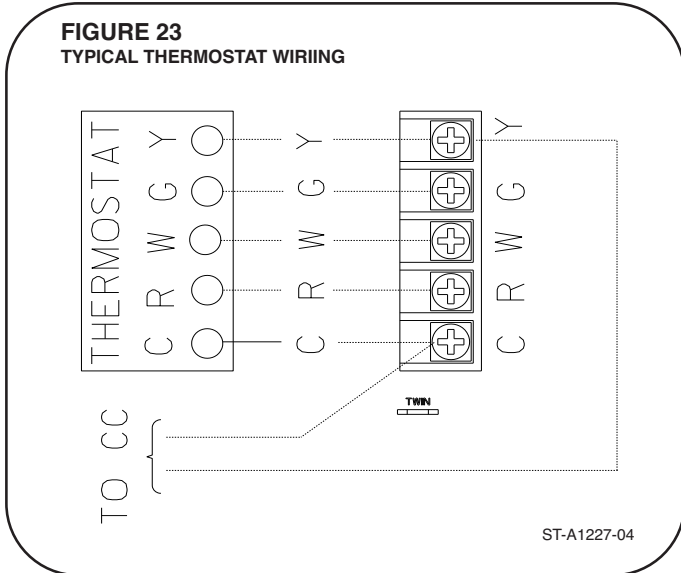 FIGURE 23
TYPICAL THERMOSTAT WIRIING
THERMOSTAT
Y Y Y
G G G
W W W
R R R
C C C
TWIN
TO CC
ST-A1227-04